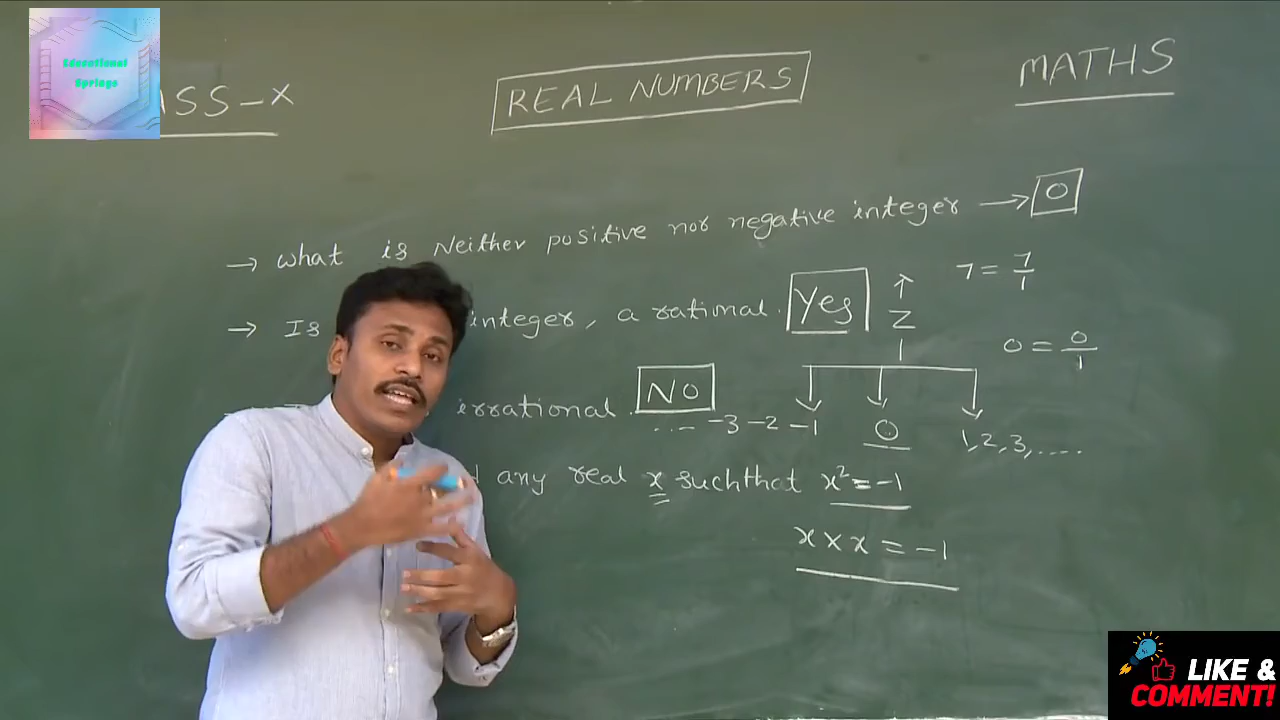 Educational
Springs
ASS-X
REAL NUMBERS
MATHS
→ What is Neither positive nor negative integer → 0
→ Is integer, a rational. Yes
7 = 7/1
Z
0 = 0/1
irrational. NO
.... -3 -2 -1
0
1, 2, 3, .....
any real x suchthat x² = -1
x × x = -1
LIKE &
COMMENT!